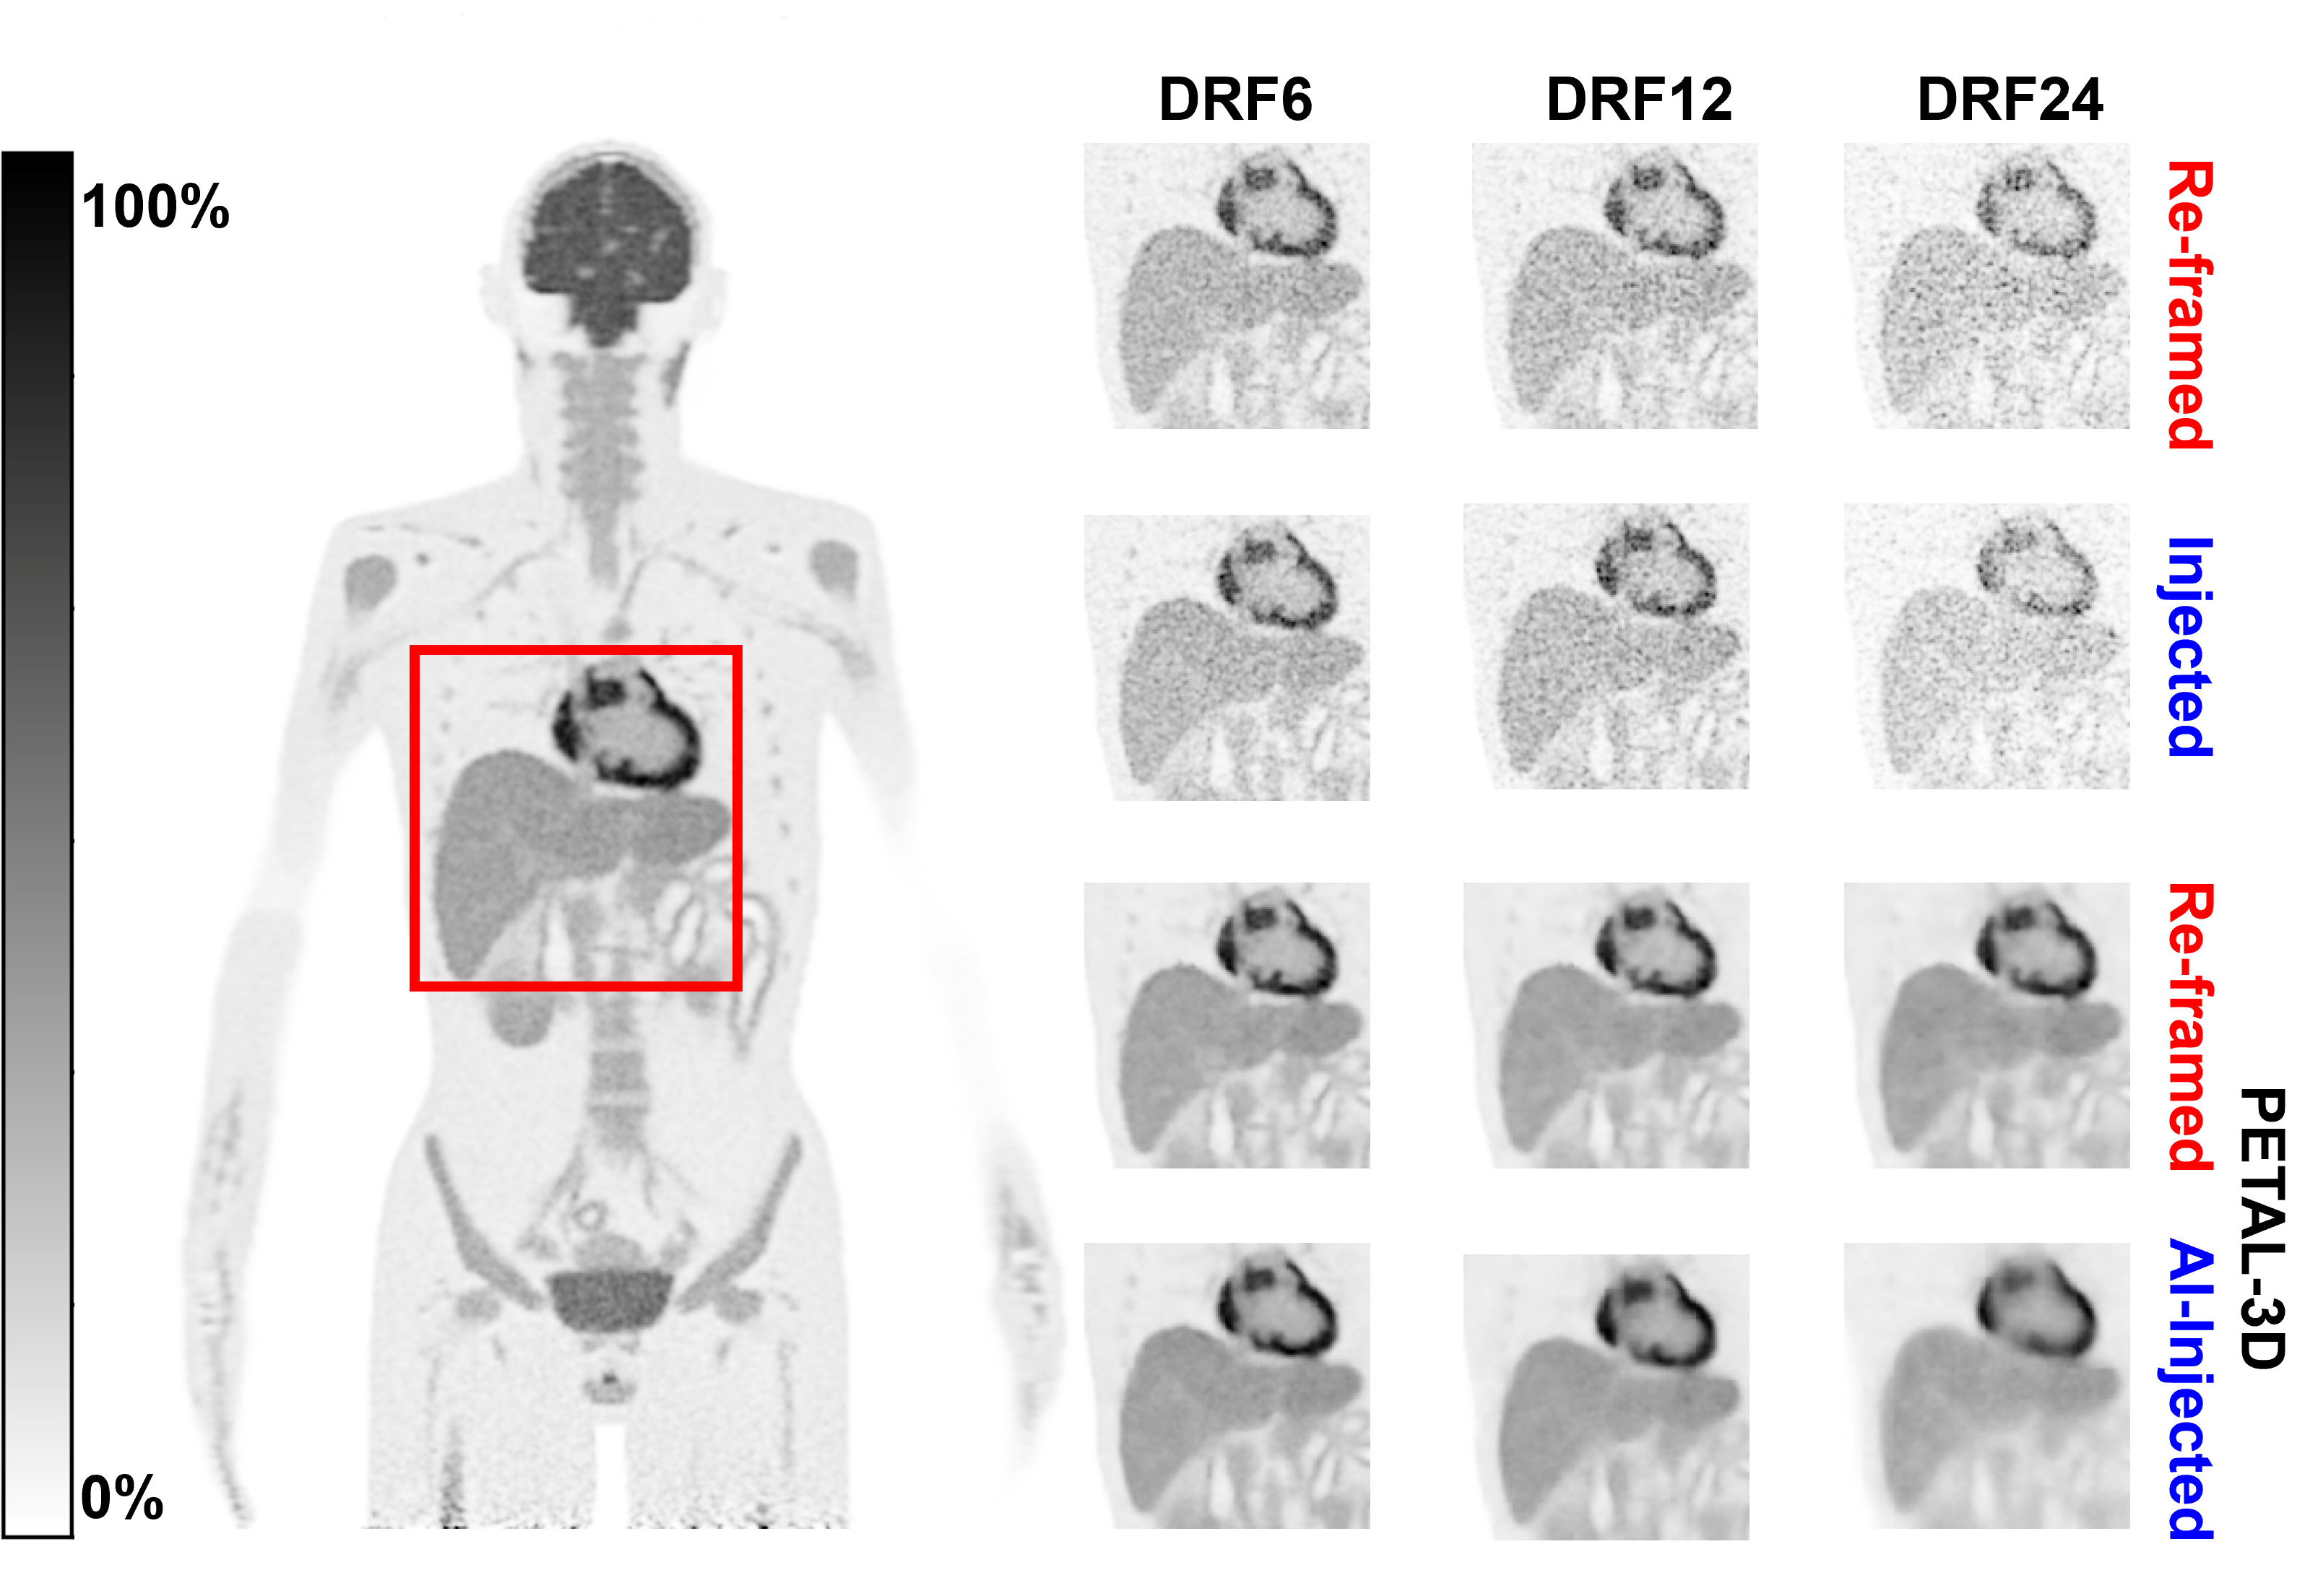 DRF6 DRF12 DRF24
100%
Re-framed
Injected
Re-framed
AI-Injected
PETAL-3D
0%